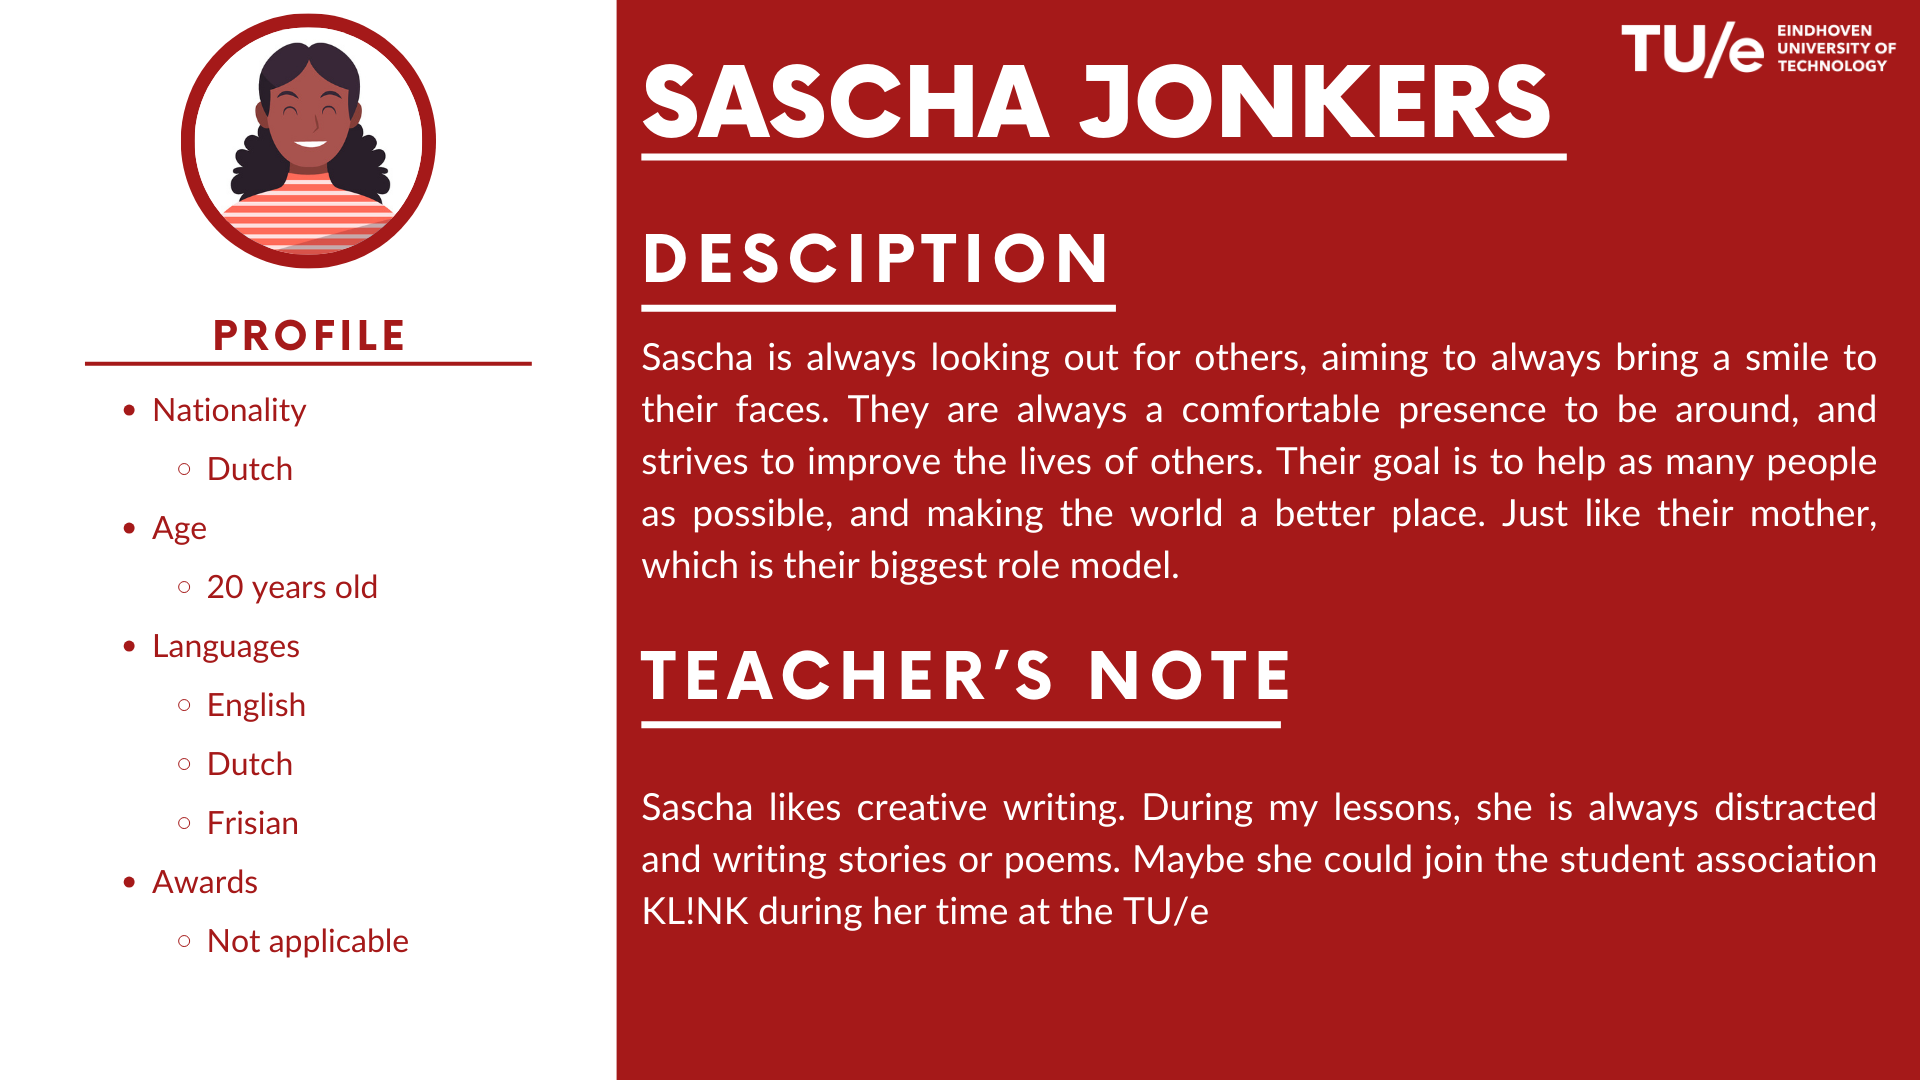 PROFILE
Nationality
Dutch
Age
20 years old
Languages
English
Dutch
Frisian
Awards
Not applicable
SASCHA JONKERS
TU/e
EINDHOVEN
UNIVERSITY OF
TECHNOLOGY
DESCIPTION
Sascha is always looking out for others, aiming to always bring a smile to
their faces. They are always a comfortable presence to be around, and
strives to improve the lives of others. Their goal is to help as many people
as possible, and making the world a better place. Just like their mother,
which is their biggest role model.
TEACHER’S NOTE
Sascha likes creative writing. During my lessons, she is always distracted
and writing stories or poems. Maybe she could join the student association
KL!NK during her time at the TU/e